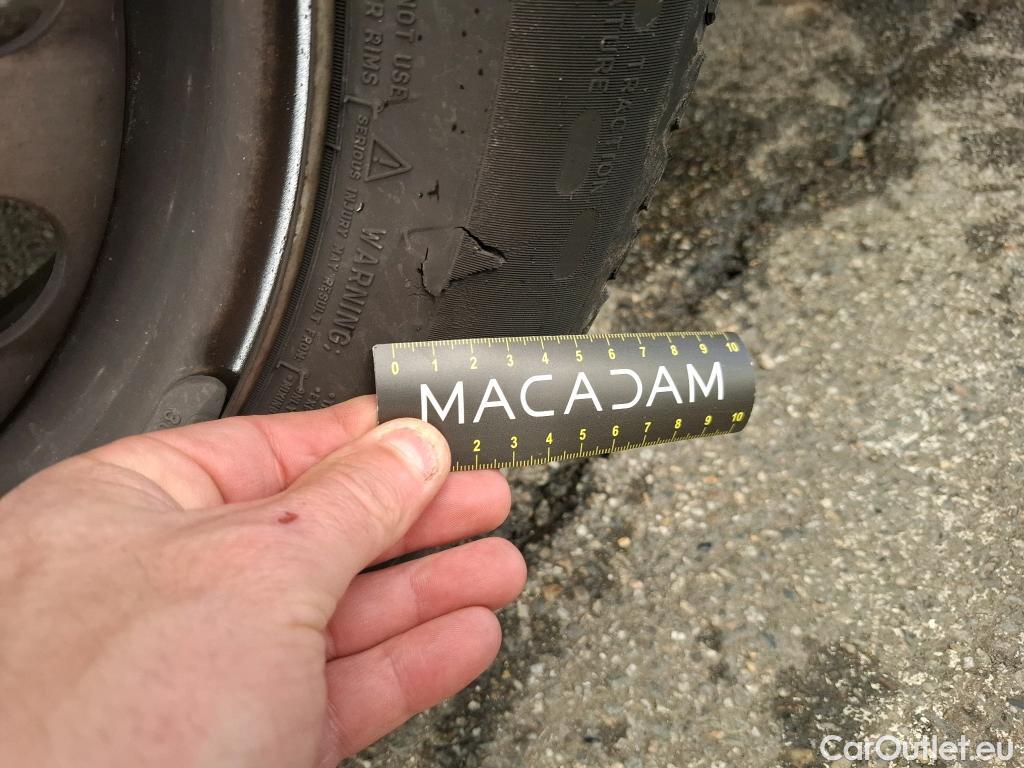 NOT USE
R RIMS
TRACTION
SERIOUS INJURY MAY RESULT FROM:
WARNING:
0 1 2 3 4 5 6 7 8 9 10
MACADAM
2 3 4 5 6 7 8 9 10
CarOutlet.eu